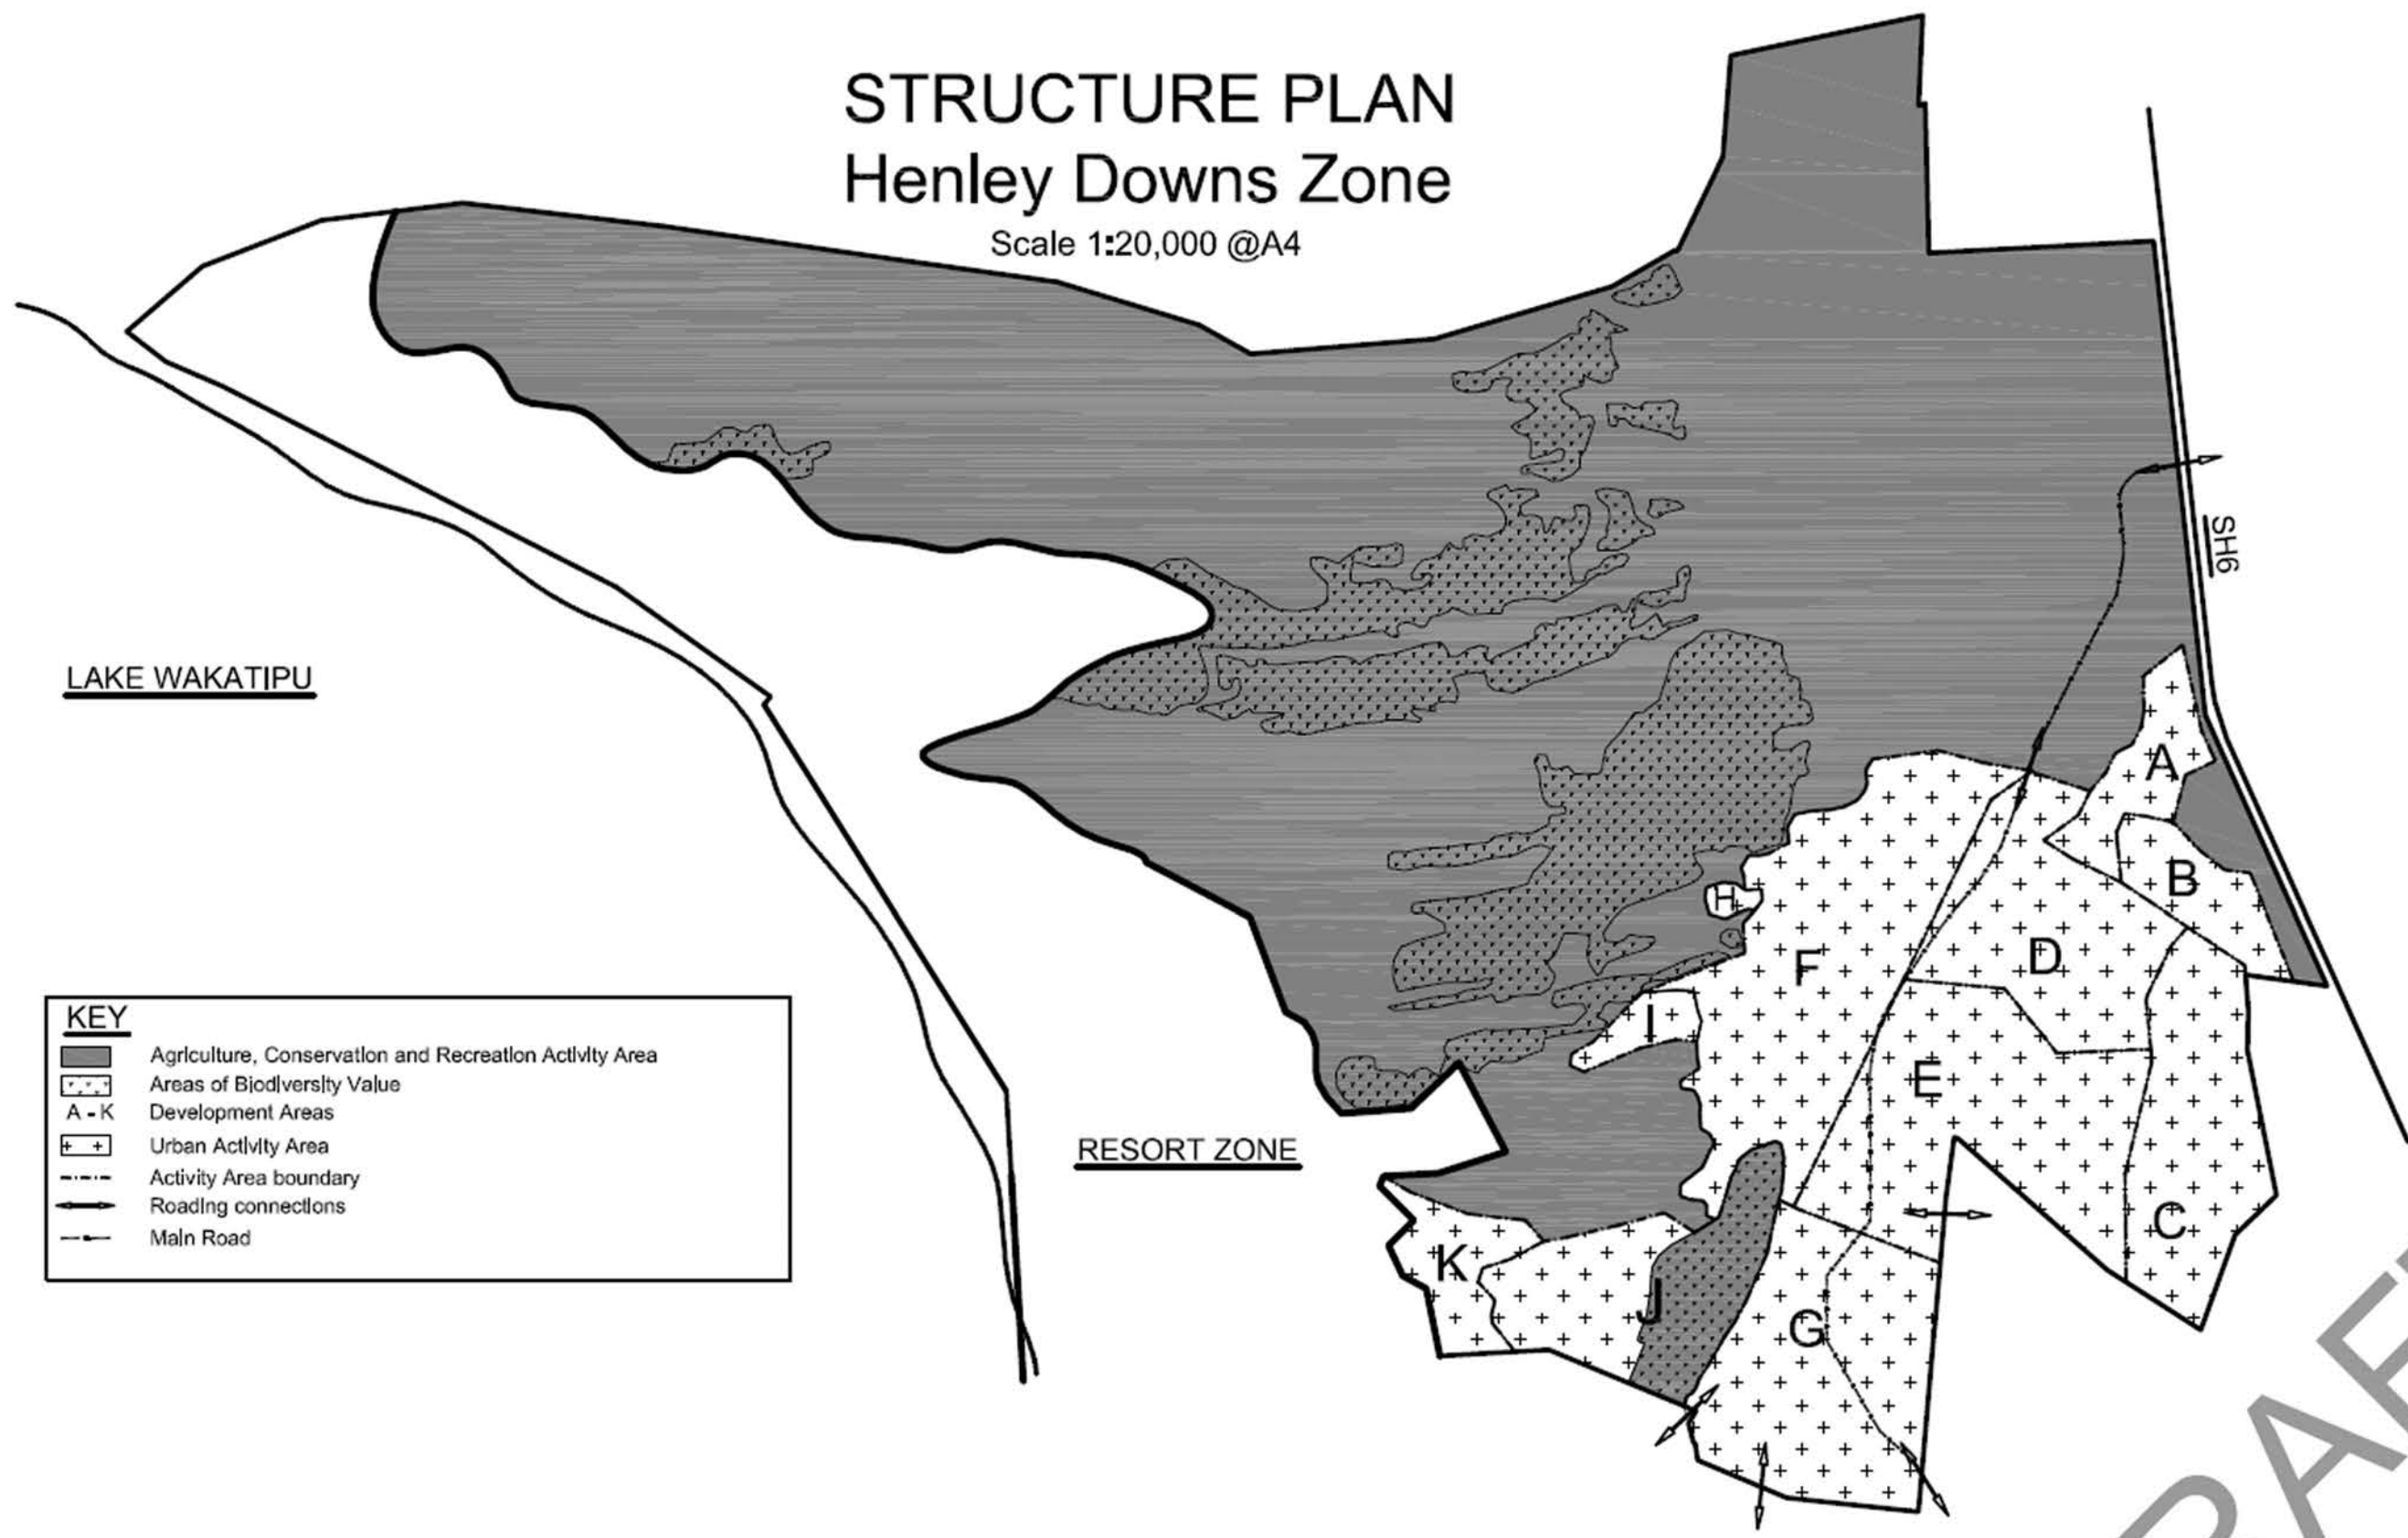 STRUCTURE PLAN
Henley Downs Zone
Scale 1:20,000 @A4
SH6
LAKE WAKATIPU
A
B
H
F
D
I
E
RESORT ZONE
C
K
J
G
KEY
Agriculture, Conservation and Recreation Activity Area
Areas of Biodiversity Value
A - K Development Areas
Urban Activity Area
Activity Area boundary
Roading connections
Main Road